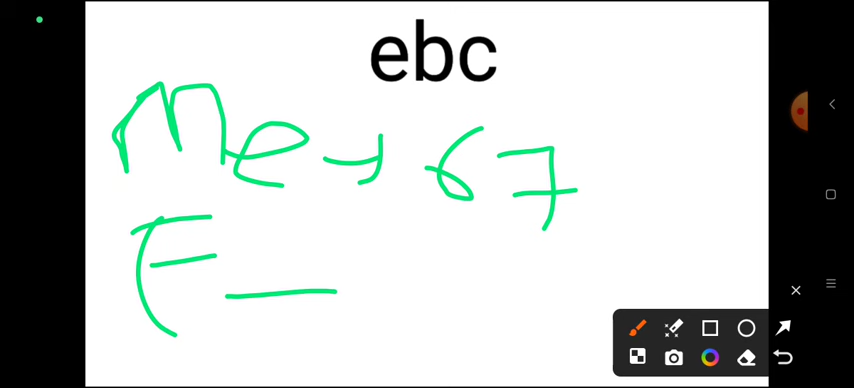 ebc
Me → 67
F —